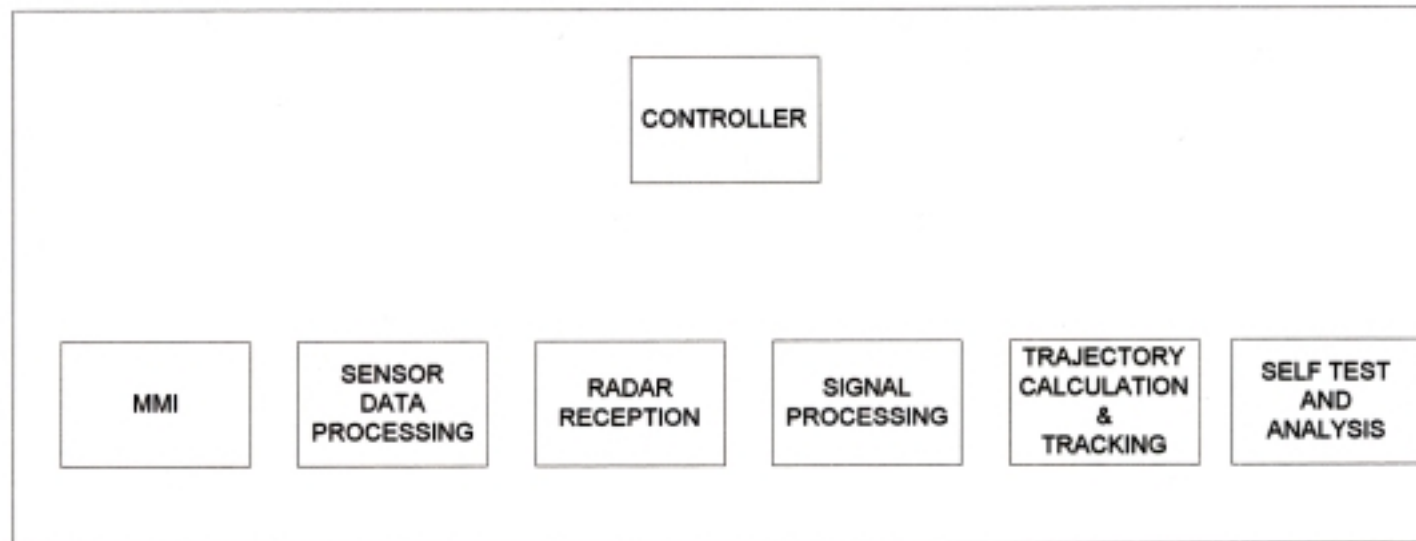 CONTROLLER
MMI
SENSOR
DATA
PROCESSING
RADAR
RECEPTION
SIGNAL
PROCESSING
TRAJECTORY
CALCULATION
&
TRACKING
SELF TEST
AND
ANALYSIS